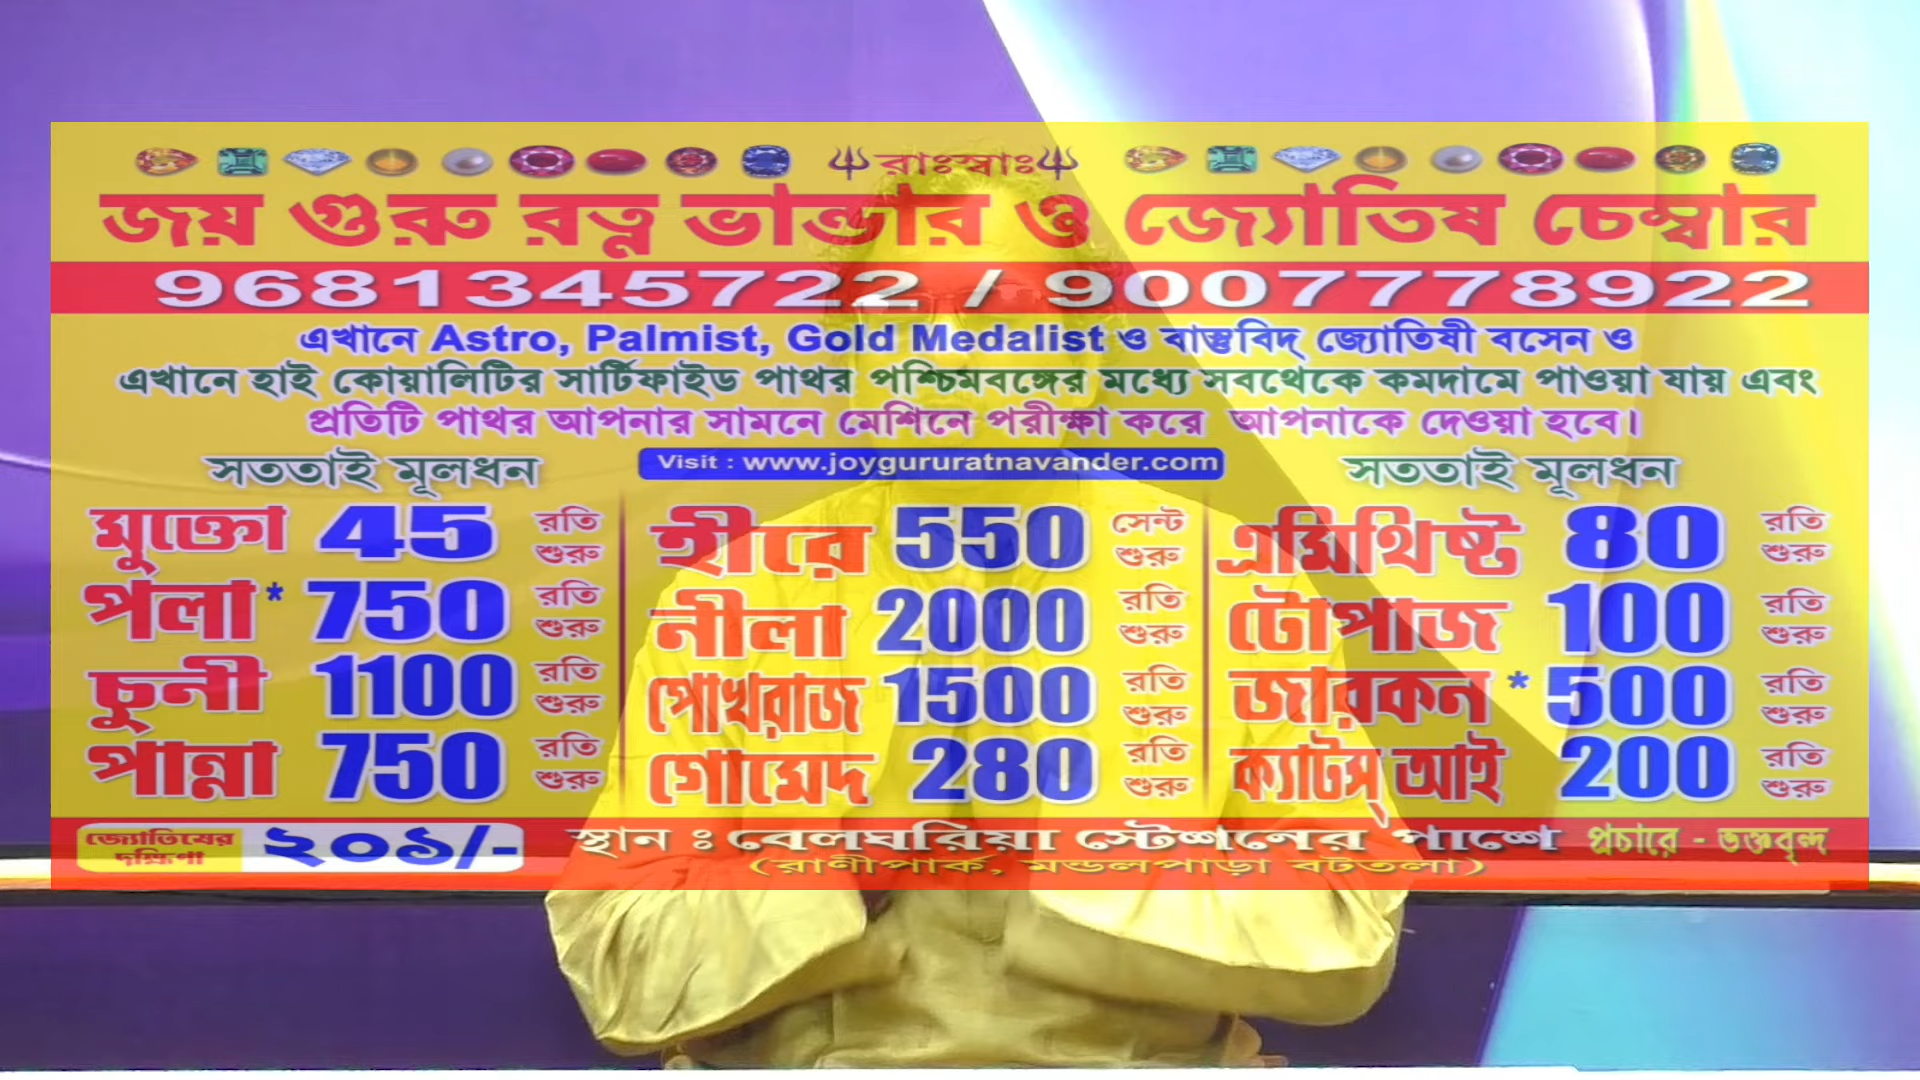 রাঃস্বাঃ
জয় গুরু রত্ন ভান্ডার ও জ্যোতিষ চেম্বার
9681345722 / 9007778922
এখানে Astro, Palmist, Gold Medalist ও বাস্তুবিদ্ জ্যোতিষী বসেন ও
এখানে হাই কোয়ালিটির সার্টিফাইড পাথর পশ্চিমবঙ্গের মধ্যে সবথেকে কমদামে পাওয়া যায় এবং
প্রতিটি পাথর আপনার সামনে মেশিনে পরীক্ষা করে আপনাকে দেওয়া হবে।
সততাই মূলধন Visit : www.joygururatnavander.com সততাই মূলধন
মুক্তো 45 রতি শুরু
পলা* 750 রতি শুরু
চুনী 1100 রতি শুরু
পান্না 750 রতি শুরু
হীরে 550 সেন্ট শুরু
নীলা 2000 রতি শুরু
পোখরাজ 1500 রতি শুরু
গোমেদ 280 রতি শুরু
এমিথিষ্ট 80 রতি শুরু
টোপাজ 100 রতি শুরু
জারকন* 500 রতি শুরু
ক্যাটস্ আই 200 রতি শুরু
জ্যোতিষের দক্ষিণা ২০১/-
স্থান ঃ বেলঘরিয়া স্টেশনের পাশে
(রাণীপার্ক, মন্ডলপাড়া বটতলা)
প্রচারে - ভক্তবৃন্দ